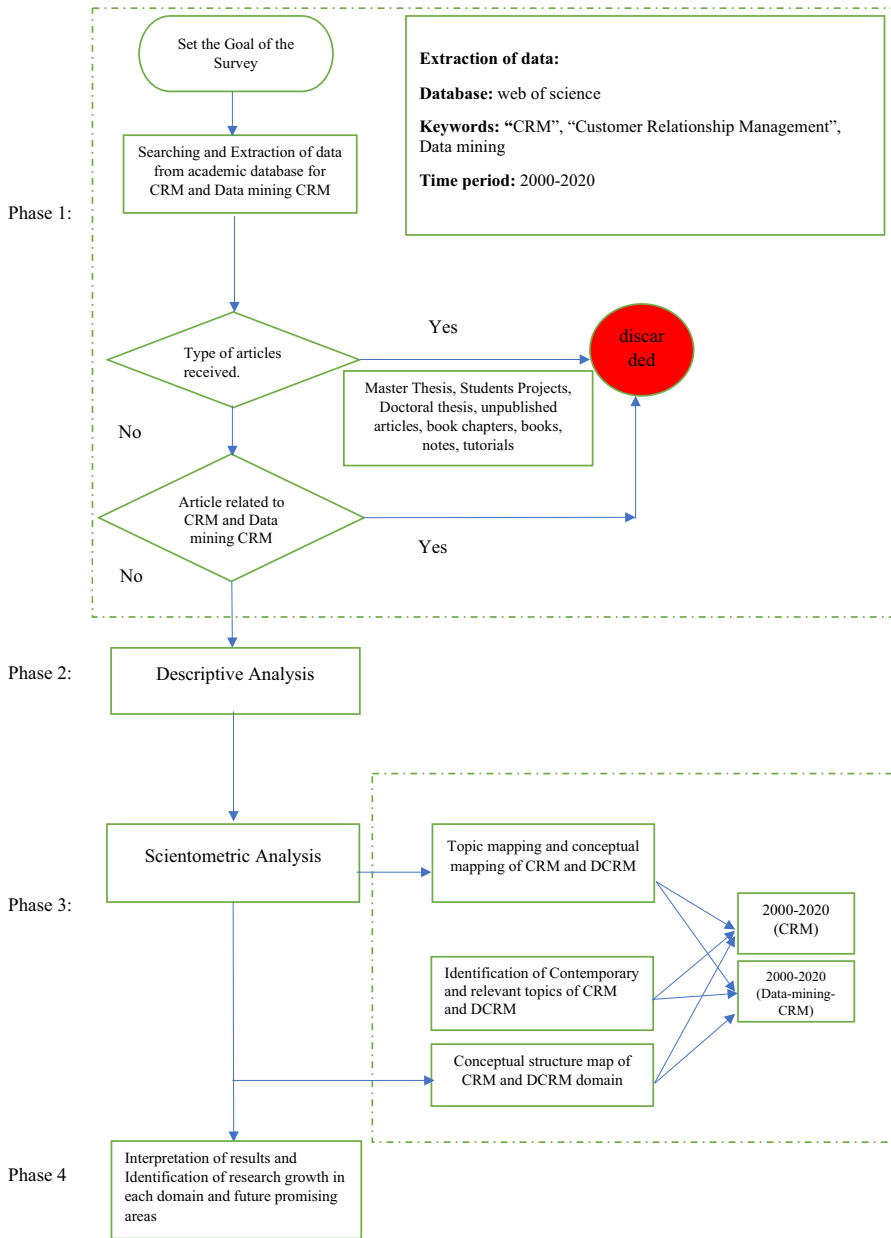 Set the Goal of the
Survey
Extraction of data:
Database: web of science
Keywords: “CRM”, “Customer Relationship Management”,
Data mining
Time period: 2000-2020
Searching and Extraction of data
from academic database for
CRM and Data mining CRM
Phase 1:
Type of articles
received.
Yes
discar
ded
Master Thesis, Students Projects,
Doctoral thesis, unpublished
articles, book chapters, books,
notes, tutorials
No
Article related to
CRM and Data
mining CRM
Yes
No
Phase 2:
Descriptive Analysis
Phase 3:
Scientometric Analysis
Topic mapping and conceptual
mapping of CRM and DCRM
2000-2020
(CRM)
Identification of Contemporary
and relevant topics of CRM
and DCRM
2000-2020
(Data-mining-
CRM)
Conceptual structure map of
CRM and DCRM domain
Phase 4
Interpretation of results and
Identification of research growth in
each domain and future promising
areas